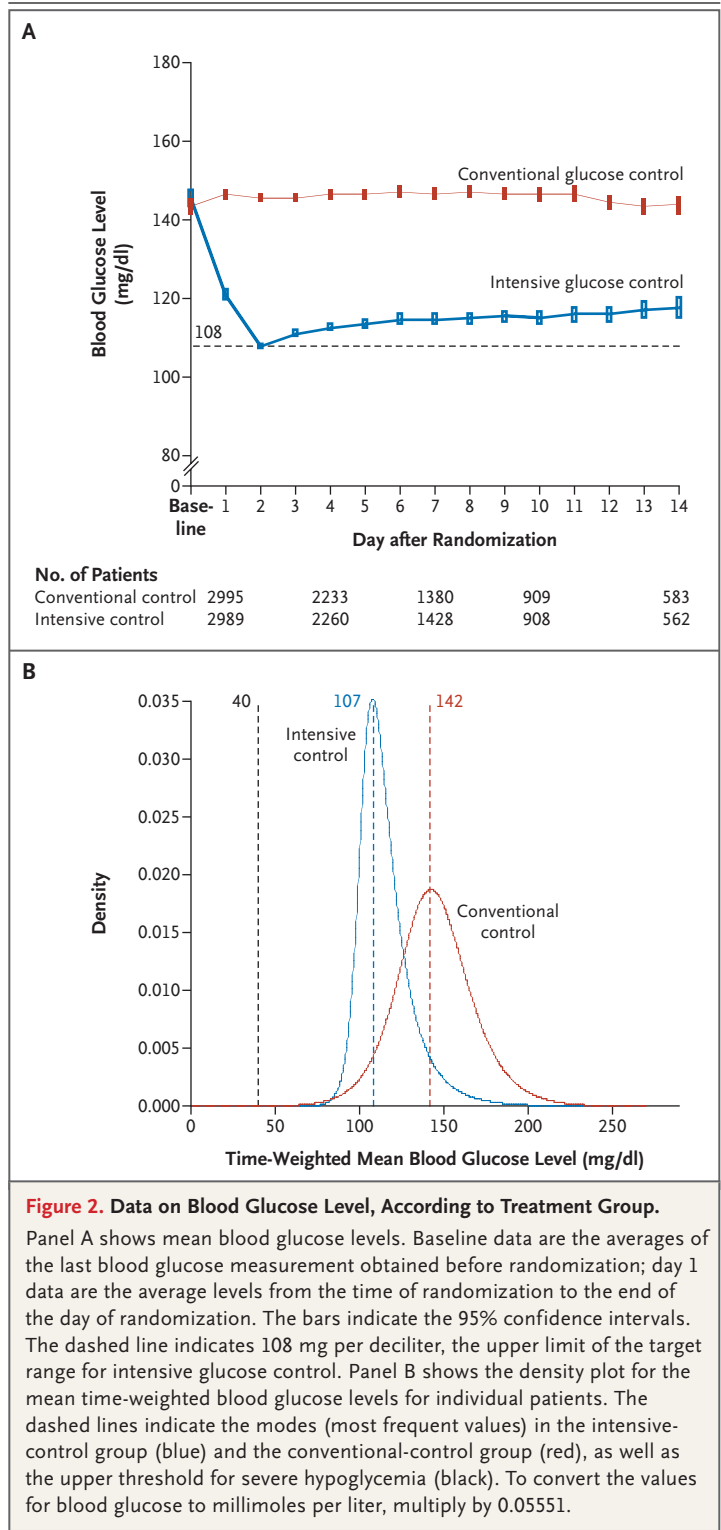 A
180
160
Conventional glucose control
140
Blood Glucose Level
(mg/dl)
Intensive glucose control
120
108
100
80
0
Base-
line
1 2 3 4 5 6 7 8 9 10 11 12 13 14
Day after Randomization
No. of Patients
Conventional control 2995 2233 1380 909 583
Intensive control 2989 2260 1428 908 562
B
0.035 40 107 142
Intensive
control
0.030
0.025
0.020
Density
Conventional
control
0.015
0.010
0.005
0.000
0 50 100 150 200 250
Time-Weighted Mean Blood Glucose Level (mg/dl)
Figure 2. Data on Blood Glucose Level, According to Treatment Group.
Panel A shows mean blood glucose levels. Baseline data are the averages of
the last blood glucose measurement obtained before randomization; day 1
data are the average levels from the time of randomization to the end of
the day of randomization. The bars indicate the 95% confidence intervals.
The dashed line indicates 108 mg per deciliter, the upper limit of the target
range for intensive glucose control. Panel B shows the density plot for the
mean time-weighted blood glucose levels for individual patients. The
dashed lines indicate the modes (most frequent values) in the intensive-
control group (blue) and the conventional-control group (red), as well as
the upper threshold for severe hypoglycemia (black). To convert the values
for blood glucose to millimoles per liter, multiply by 0.05551.